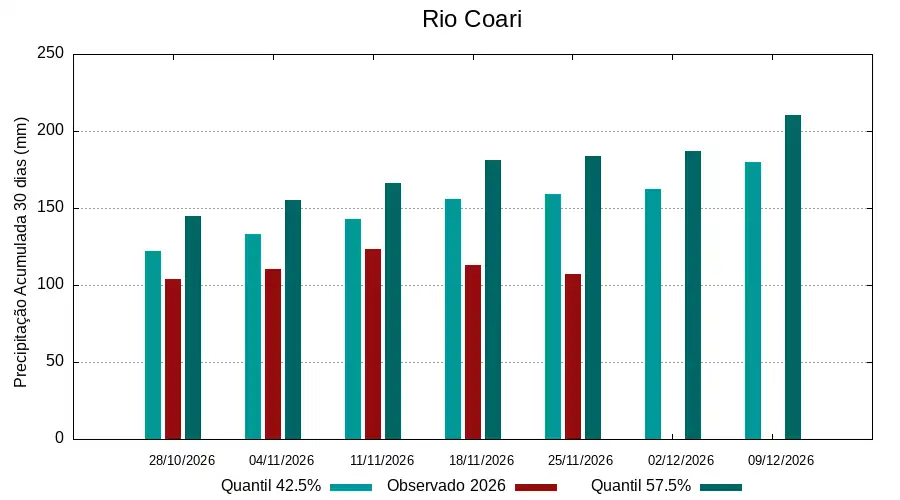 Rio Coari
Precipitação Acumulada 30 dias (mm)
250
200
150
100
50
0
28/10/2026 04/11/2026 11/11/2026 18/11/2026 25/11/2026 02/12/2026 09/12/2026
Quantil 42.5% Observado 2026 Quantil 57.5%